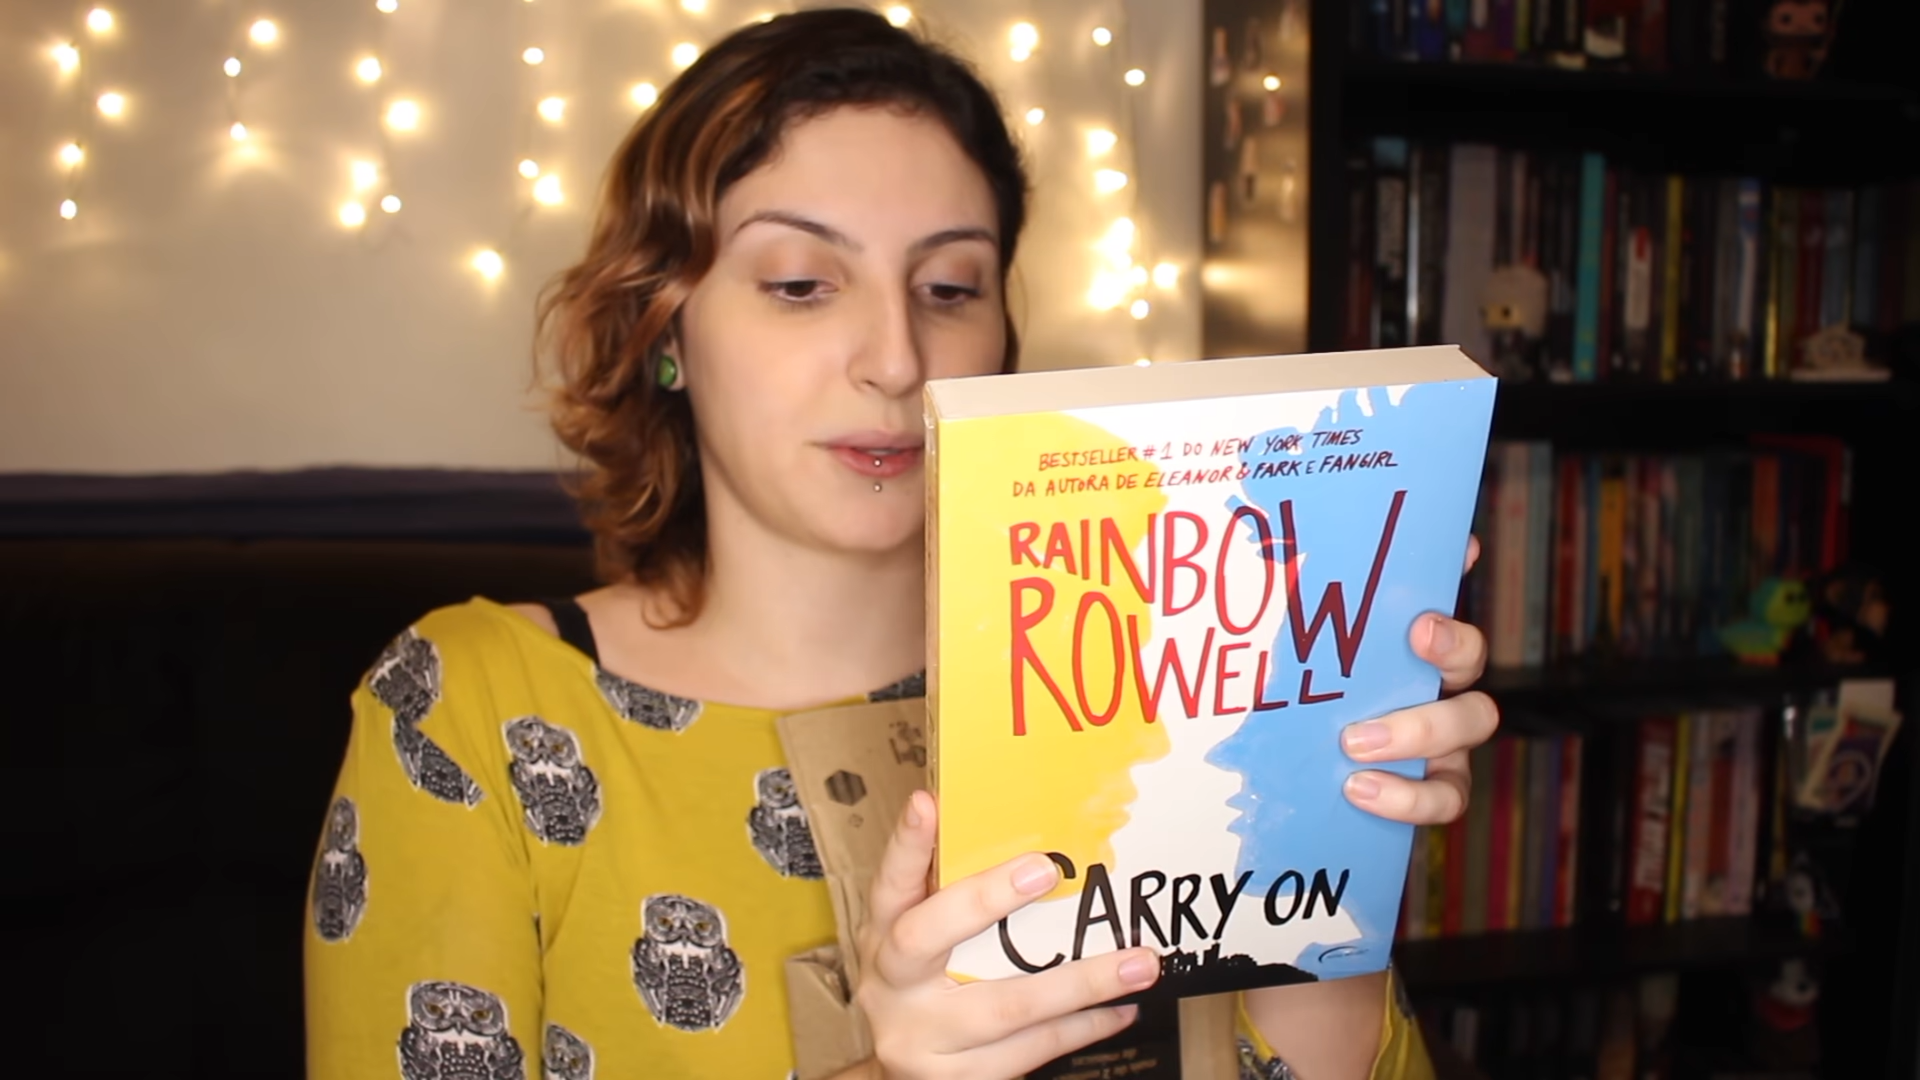 BESTSELLER #1 DO NEW YORK TIMES
DA AUTORA DE ELEANOR & PARK E FANGIRL
RAINBOW
ROWELL
CARRY ON